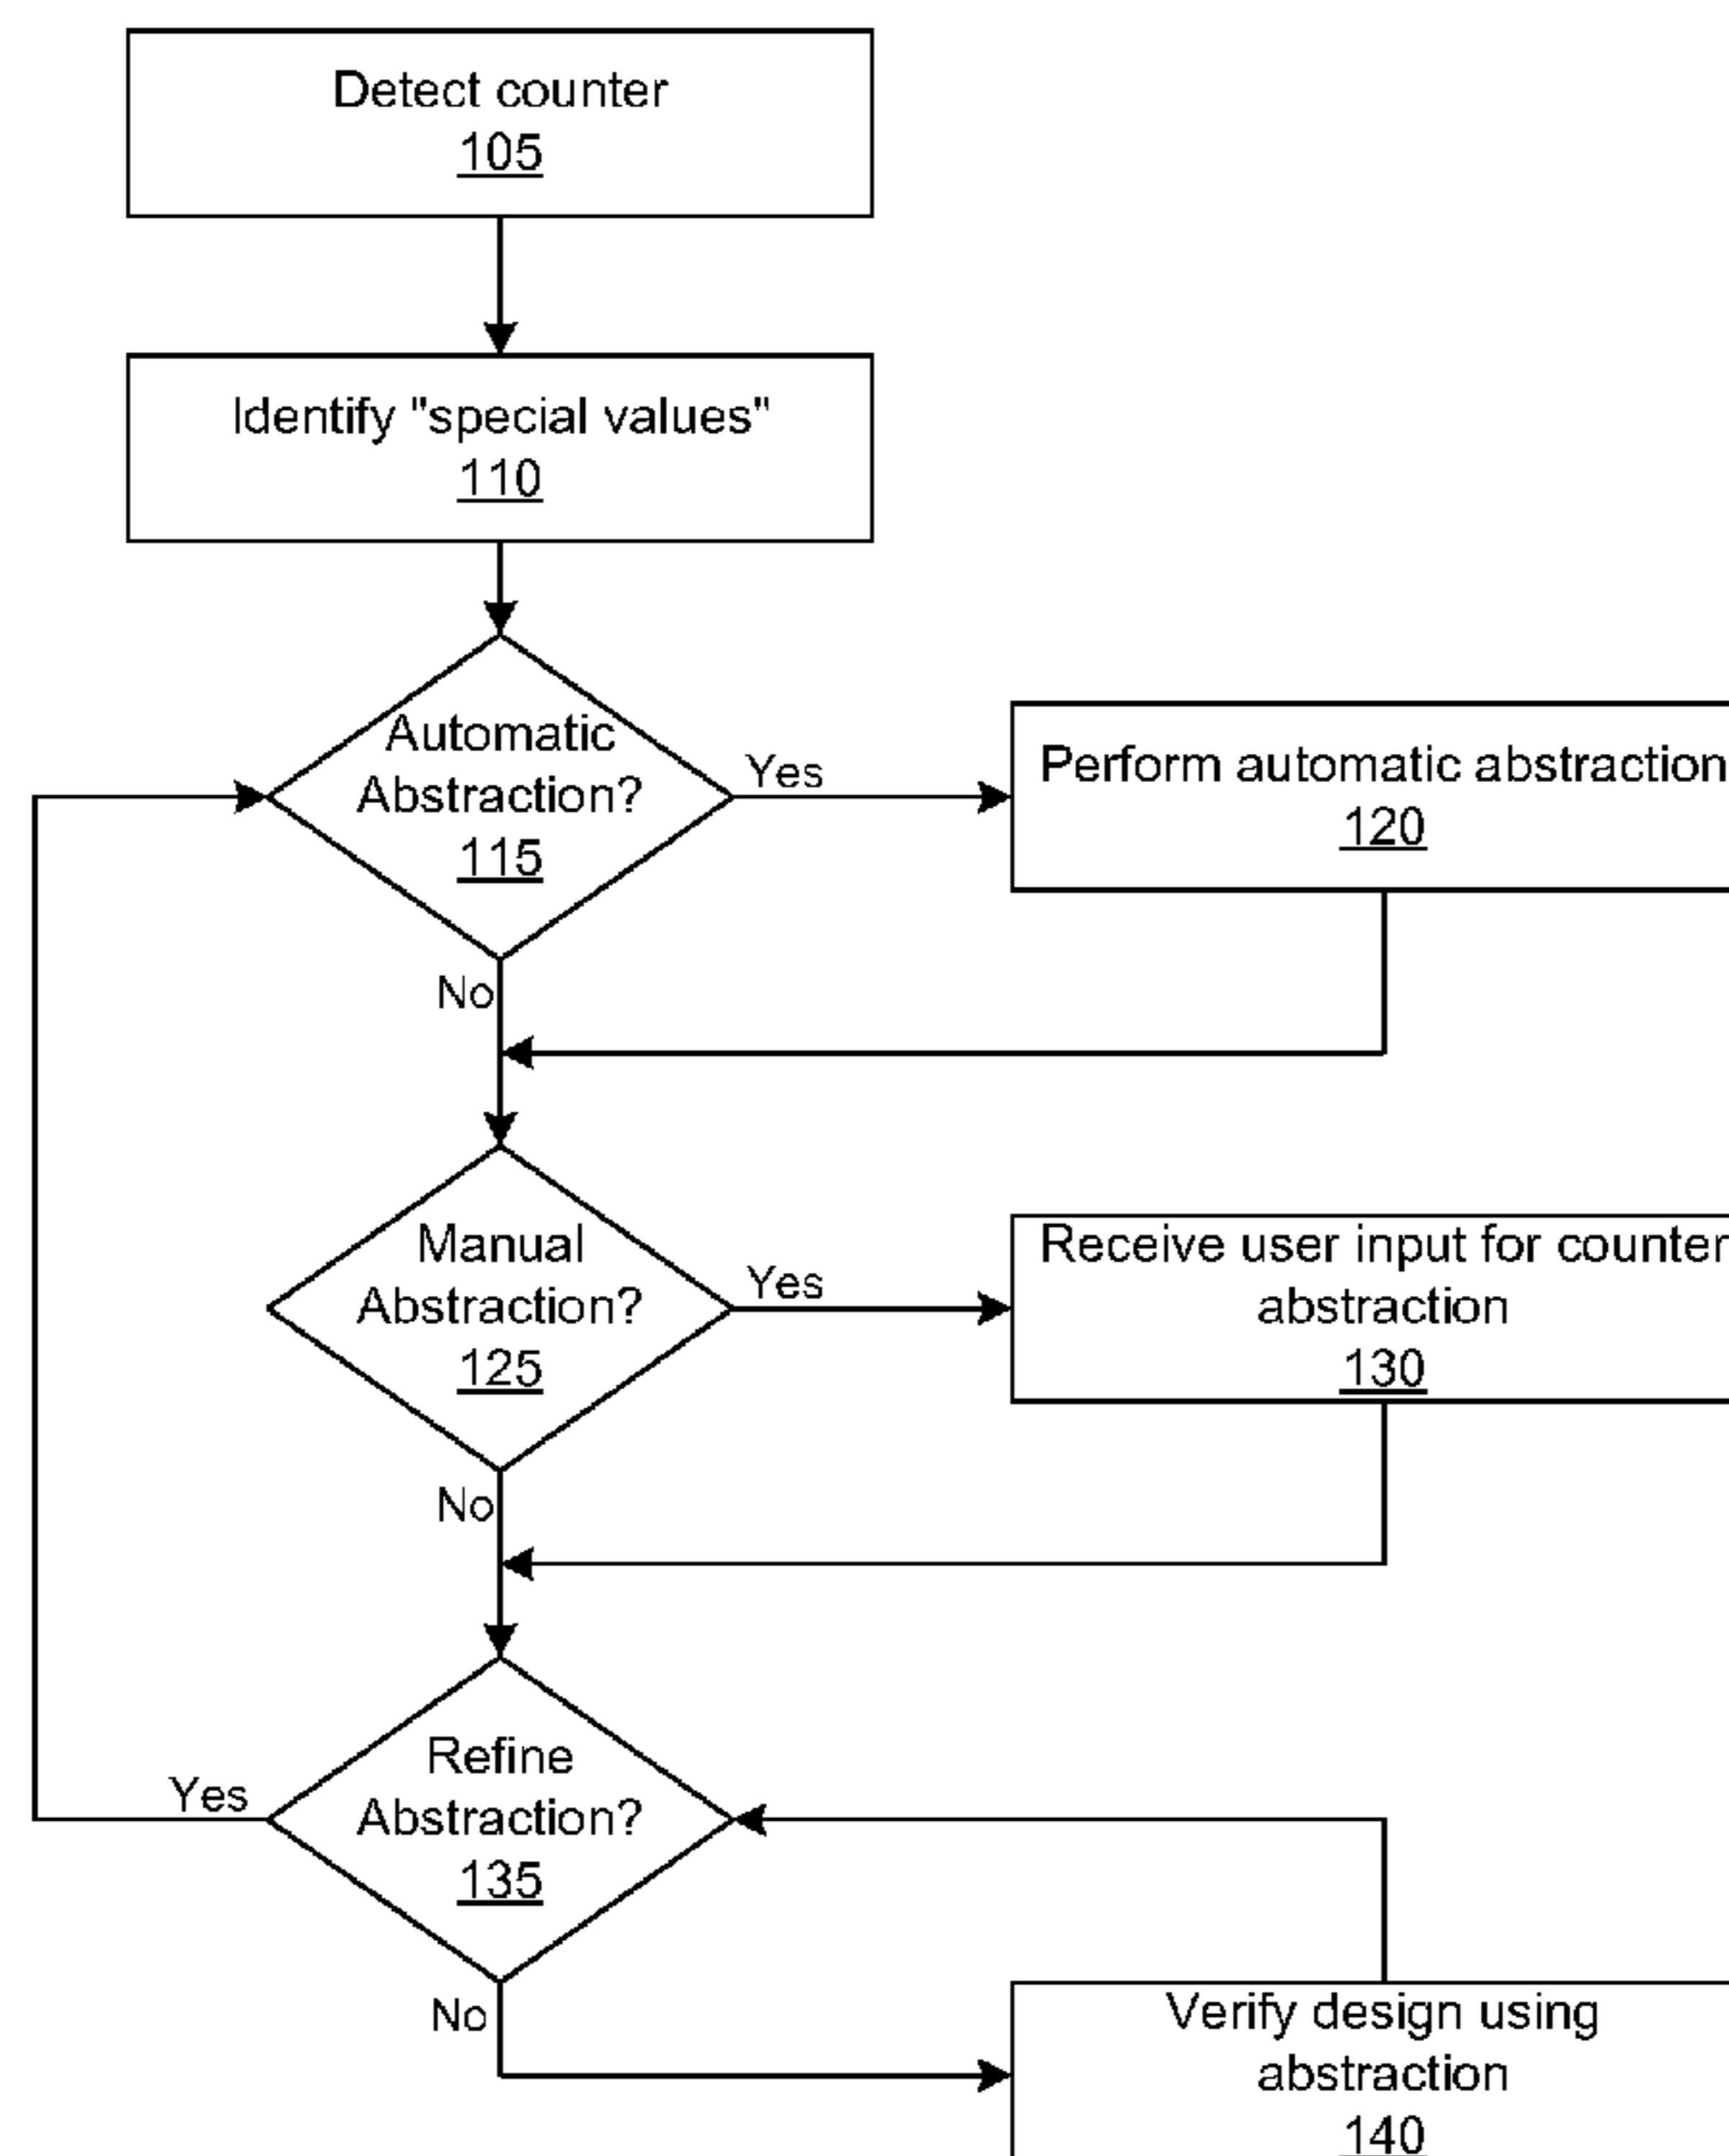 Detect counter
105
Identify "special values"
110
Automatic
Abstraction?
115
Yes
Perform automatic abstraction
120
No
Manual
Abstraction?
125
Yes
Receive user input for counter
abstraction
130
No
Refine
Abstraction?
135
Yes
No
Verify design using
abstraction
140